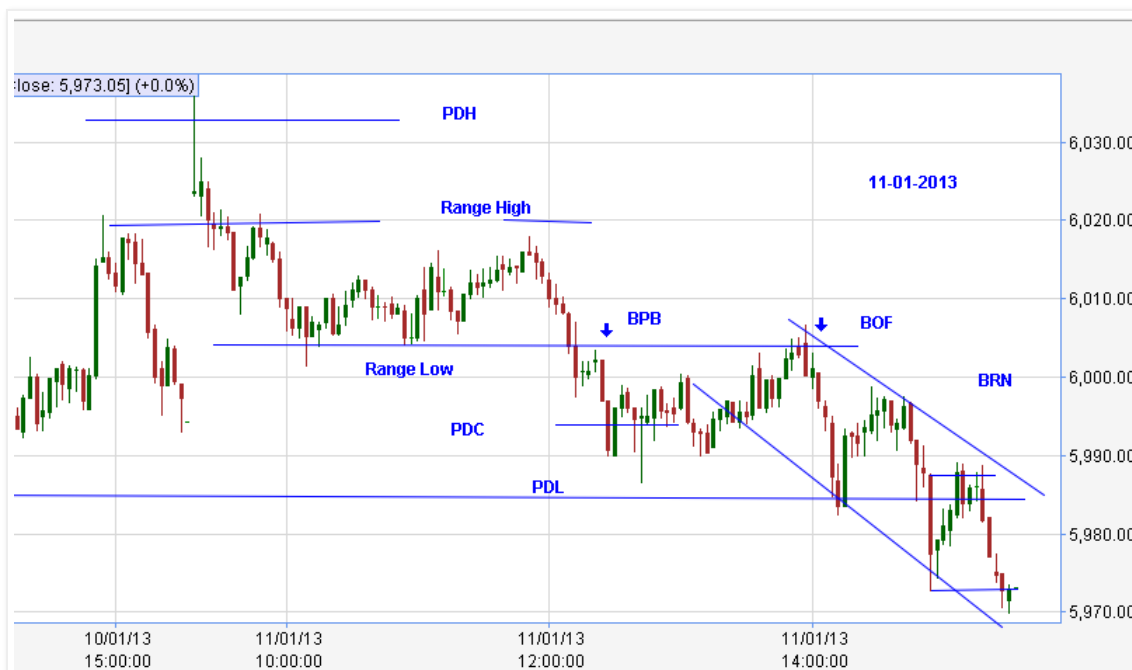 Close: 5,973.05] (+0.0%)
PDH
6,030.00
11-01-2013
Range High
6,020.00
6,010.00
BPB
BOF
Range Low
6,000.00
BRN
PDC
5,990.00
PDL
5,980.00
5,970.00
10/01/13 11/01/13 11/01/13 11/01/13
15:00:00 10:00:00 12:00:00 14:00:00